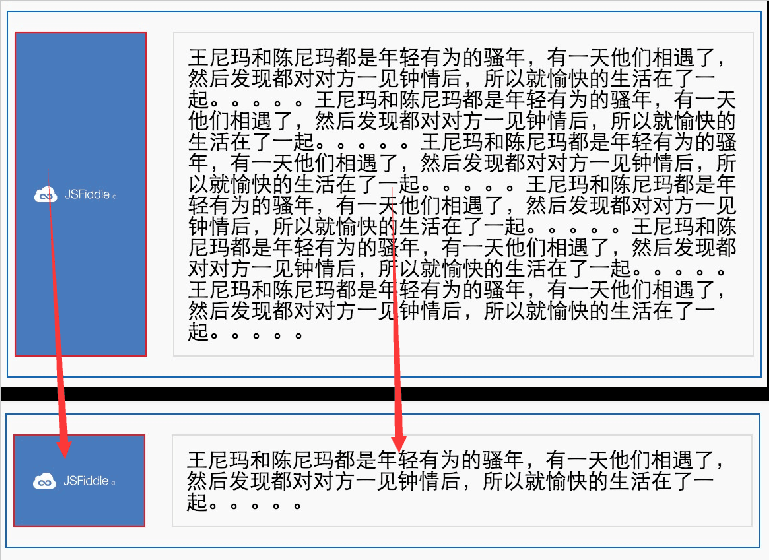 JSFiddle α
王尼玛和陈尼玛都是年轻有为的骚年，有一天他们相遇了，
然后发现都对对方一见钟情后，所以就愉快的生活在了一
起。。。。。王尼玛和陈尼玛都是年轻有为的骚年，有一天
他们相遇了，然后发现都对对方一见钟情后，所以就愉快的
生活在了一起。。。。。王尼玛和陈尼玛都是年轻有为的骚
年，有一天他们相遇了，然后发现都对对方一见钟情后，所
以就愉快的生活在了一起。。。。。王尼玛和陈尼玛都是年
轻有为的骚年，有一天他们相遇了，然后发现都对对方一见
钟情后，所以就愉快的生活在了一起。。。。。王尼玛和陈
尼玛都是年轻有为的骚年，有一天他们相遇了，然后发现都
对对方一见钟情后，所以就愉快的生活在了一起。。。。。
王尼玛和陈尼玛都是年轻有为的骚年，有一天他们相遇了，
然后发现都对对方一见钟情后，所以就愉快的生活在了一
起。。。。。
JSFiddle α
王尼玛和陈尼玛都是年轻有为的骚年，有一天他们相遇了，
然后发现都对对方一见钟情后，所以就愉快的生活在了一
起。。。。。